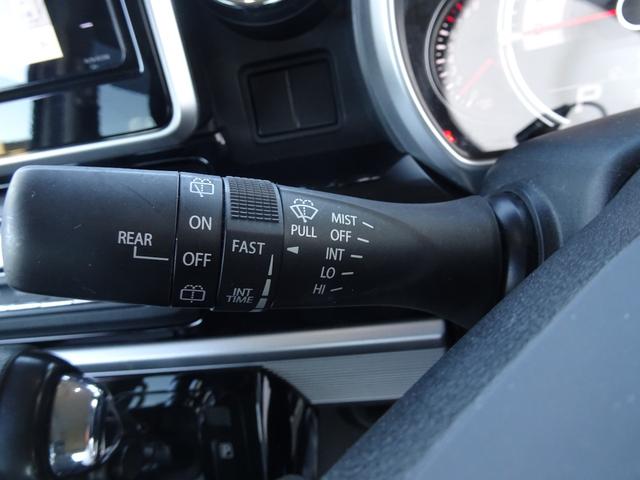 REAR
ON
OFF
FAST
INT
TIME
PULL
MIST
OFF
INT
LO
HI
P